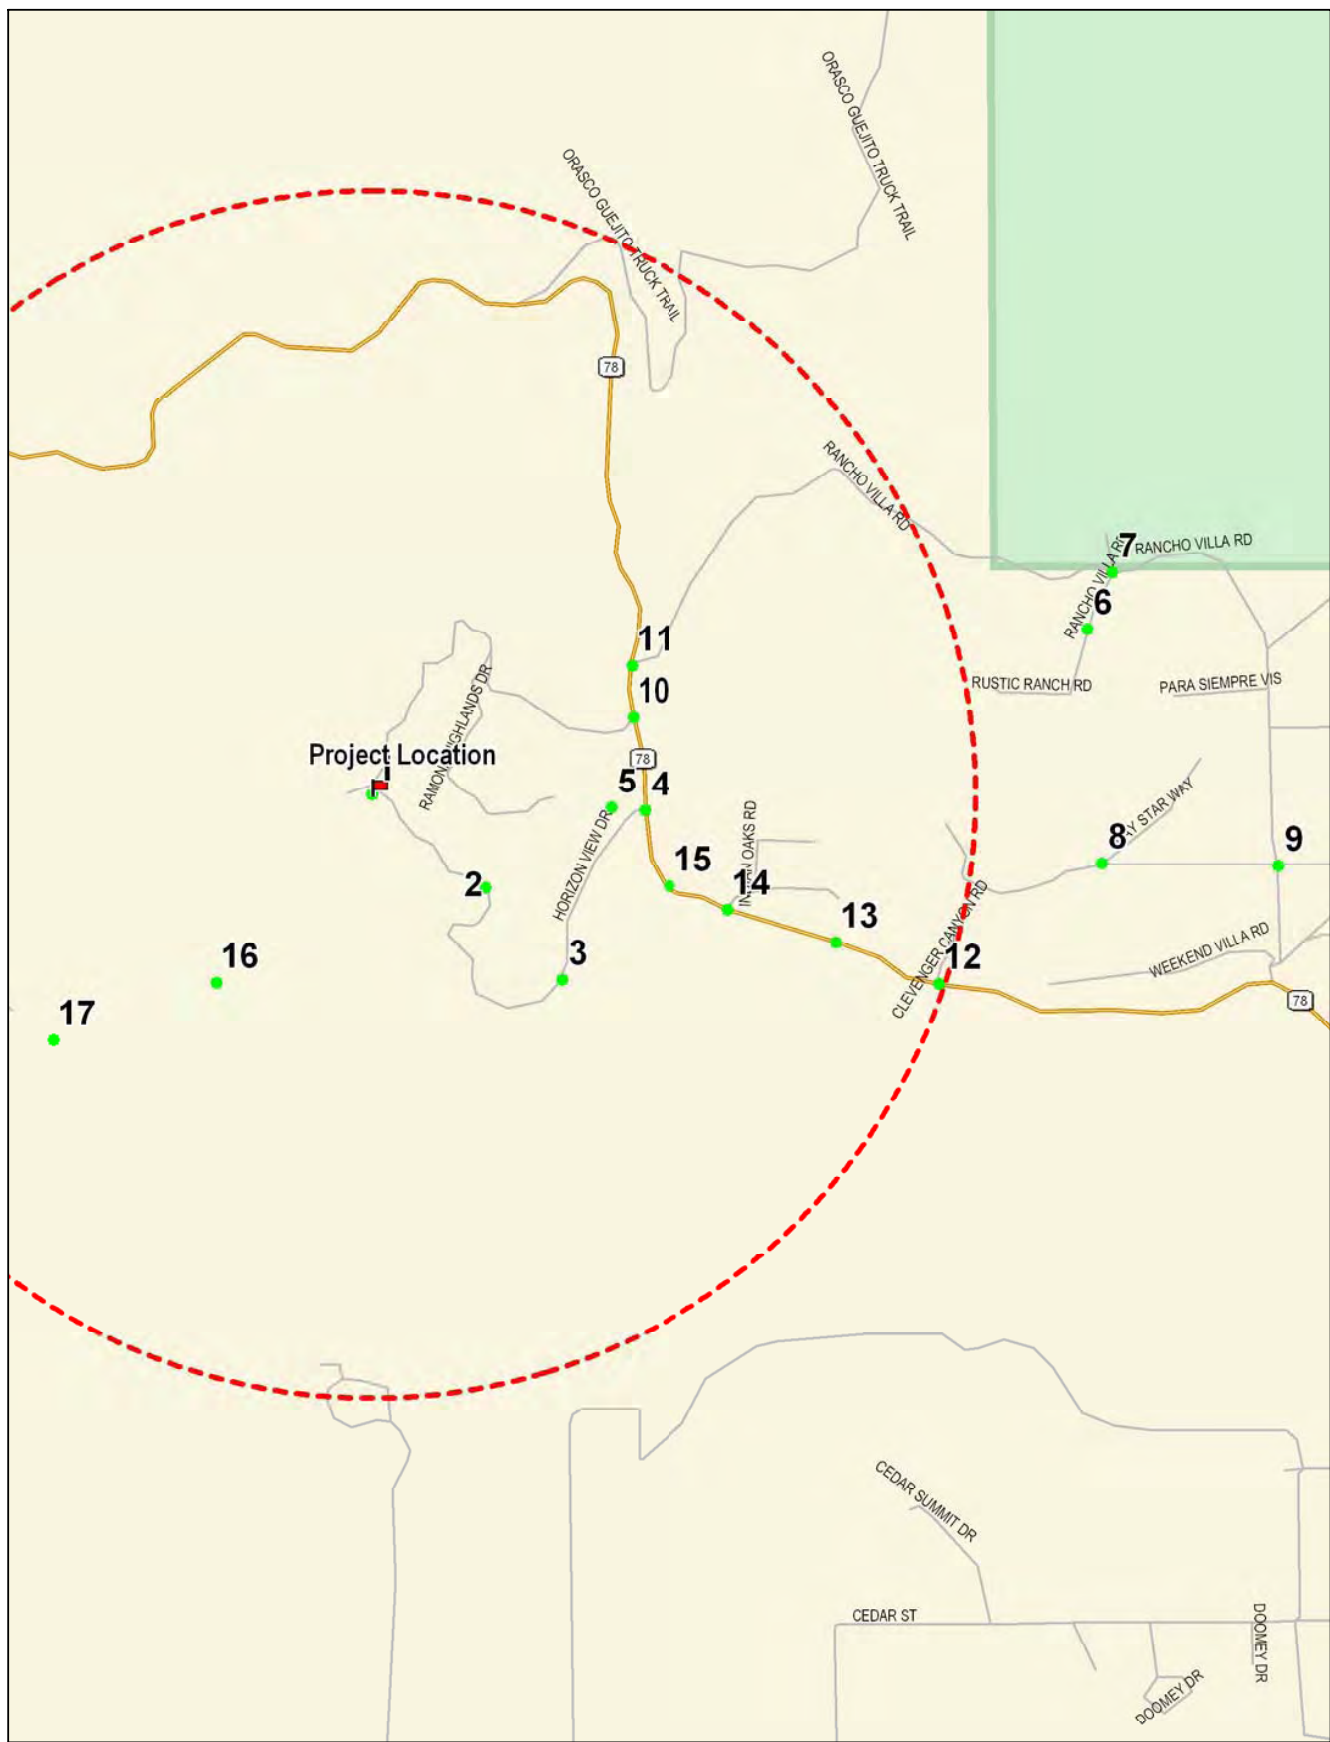 ORASCO GUEJITO TRUCK TRAIL
ORASCO GUEJITO TRUCK TRAIL
78
RANCHO VILLA RD
7
RANCHO VILLA RD
RANCHO VILLA RD
6
11
10
RUSTIC RANCH RD
PARA SIEMPRE VIS
RAMONA HIGHLANDS DR
Project Location
78
5
4
HORIZON VIEW DR
OAKS RD
STAR WAY
8
9
15
14
2
13
3
12
CLEVENGER CANYON RD
WEEKEND VILLA RD
16
17
78
CEDAR SUMMIT DR
CEDAR ST
DOOMEY DR
DOOMEY DR